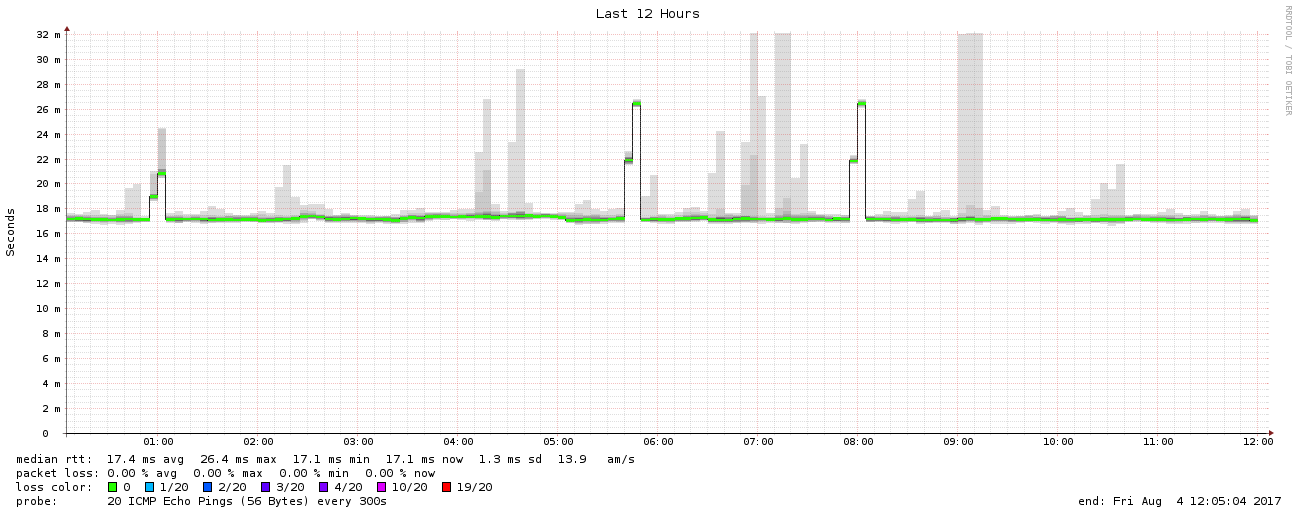 Last 12 Hours
RRDTOOL / TOBI OETIKER
Seconds
32 m
30 m
28 m
26 m
24 m
22 m
20 m
18 m
16 m
14 m
12 m
10 m
8 m
6 m
4 m
2 m
0
01:00 02:00 03:00 04:00 05:00 06:00 07:00 08:00 09:00 10:00 11:00 12:00
median rtt: 17.4 ms avg 26.4 ms max 17.1 ms min 17.1 ms now 1.3 ms sd 13.9 am/s
packet loss: 0.00 % avg 0.00 % max 0.00 % min 0.00 % now
loss color: 0 1/20 2/20 3/20 4/20 10/20 19/20
probe: 20 ICMP Echo Pings (56 Bytes) every 300s end: Fri Aug 4 12:05:04 2017